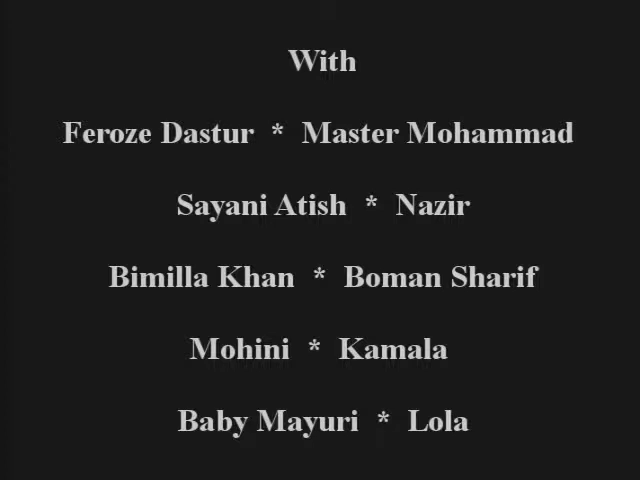 With
Feroze Dastur * Master Mohammad
Sayani Atish * Nazir
Bimilla Khan * Boman Sharif
Mohini * Kamala
Baby Mayuri * Lola